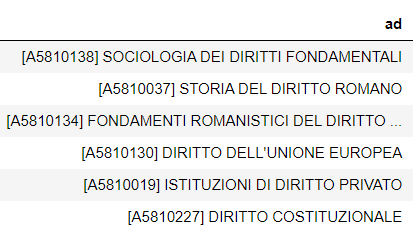 ad
[A5810138] SOCIOLOGIA DEI DIRITTI FONDAMENTALI
[A5810037] STORIA DEL DIRITTO ROMANO
[A5810134] FONDAMENTI ROMANISTICI DEL DIRITTO ...
[A5810130] DIRITTO DELL'UNIONE EUROPEA
[A5810019] ISTITUZIONI DI DIRITTO PRIVATO
[A5810227] DIRITTO COSTITUZIONALE